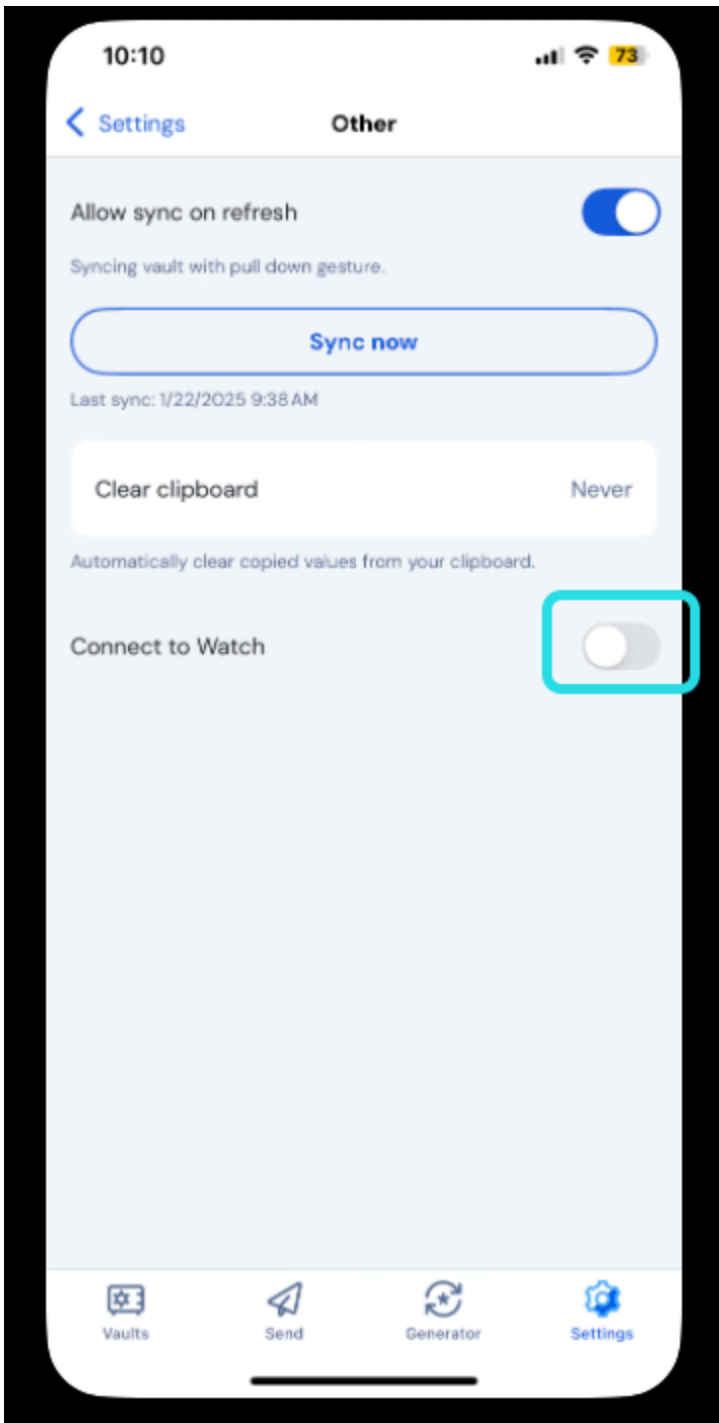 10:10
73
Settings
Other
Allow sync on refresh
Syncing vault with pull down gesture.
Sync now
Last sync: 1/22/2025 9:38 AM
Clear clipboard
Never
Automatically clear copied values from your clipboard.
Connect to Watch
Vaults
Send
Generator
Settings